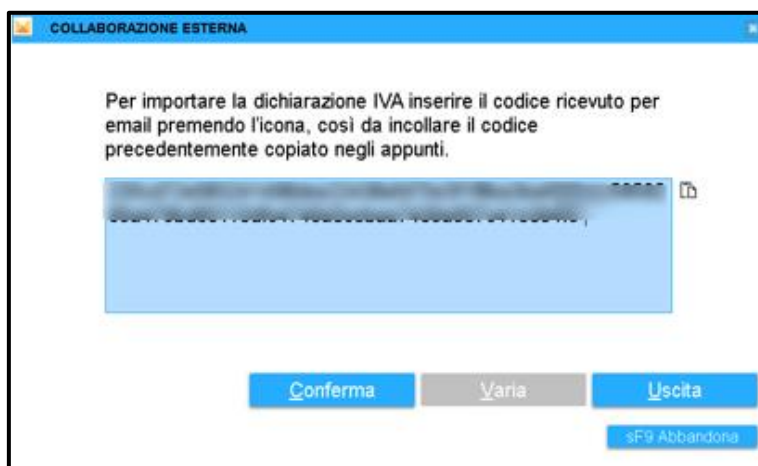 COLLABORAZIONE ESTERNA
Per importare la dichiarazione IVA inserire il codice ricevuto per
email premendo l'icona, così da incollare il codice
precedentemente copiato negli appunti.
Conferma
Varia
Uscita
sF9 Abbandona